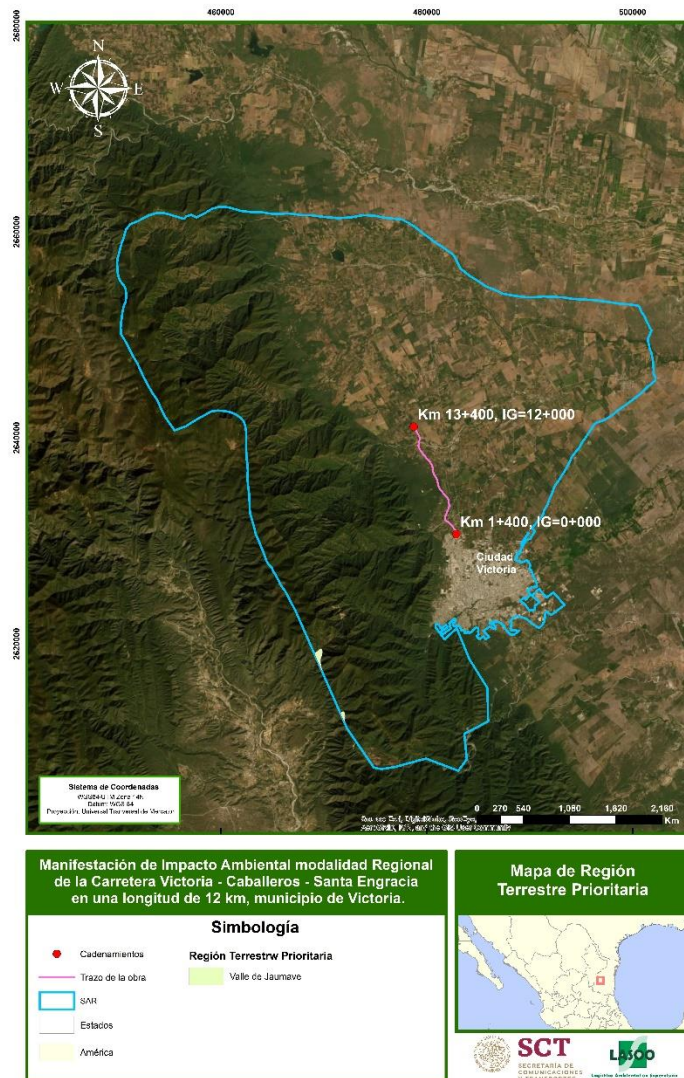 460000
480000
500000
2680000
2660000
2640000
2620000
N
W
E
S
Km 13+400, IG=12+000
Km 1+400, IG=0+000
Ciudad
Victoria
Sistema de Coordenadas
Proyección, Universal
0 270 540 1,080 1,620 2,160
Km
Manifestación de Impacto Ambiental modalidad Regional
de la Carretera Victoria - Caballeros - Santa Engracia
en una longitud de 12 km, municipio de Victoria.
Simbología
Cadenamientos
Trazo de la obra
SAR
Estados
América
Región Terrestrw Prioritaria
Valle de Jaumave
Mapa de Región
Terrestre Prioritaria
SCT
SECRETARÍA DE
COMUNICACIONES
LASOO